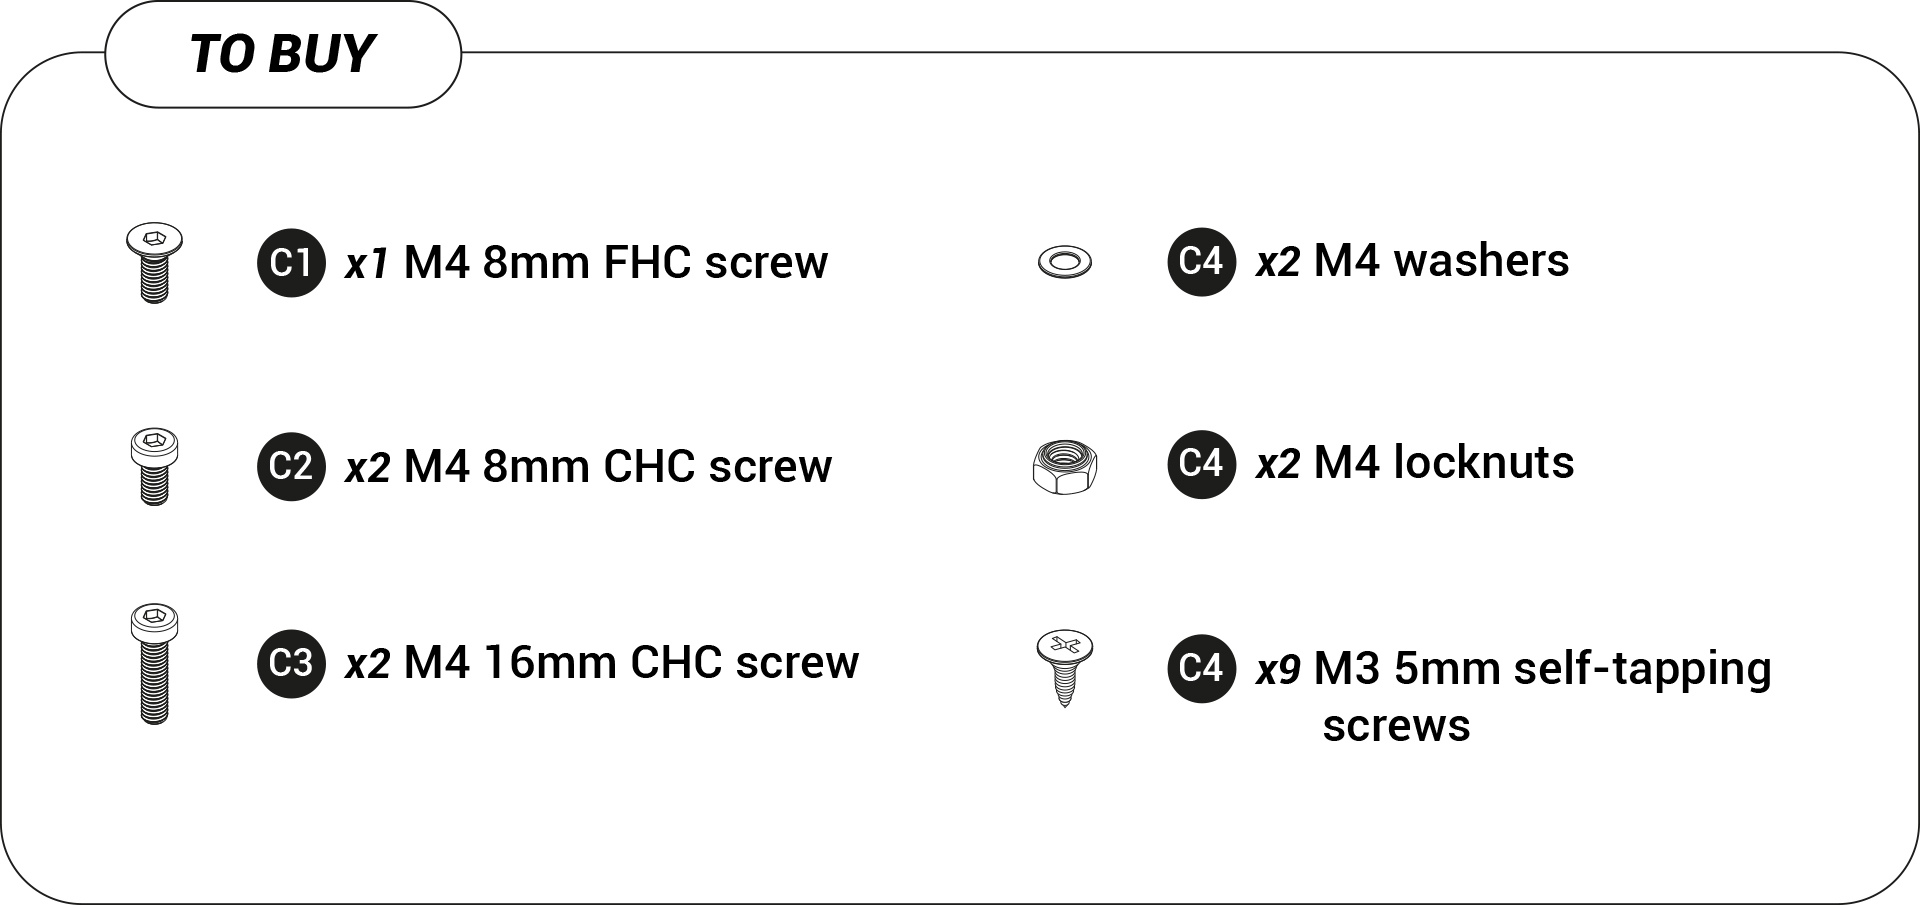 TO BUY
C1 x1 M4 8mm FHC screw
C2 x2 M4 8mm CHC screw
C3 x2 M4 16mm CHC screw
C4 x2 M4 washers
C4 x2 M4 locknuts
C4 x9 M3 5mm self-tapping
screws